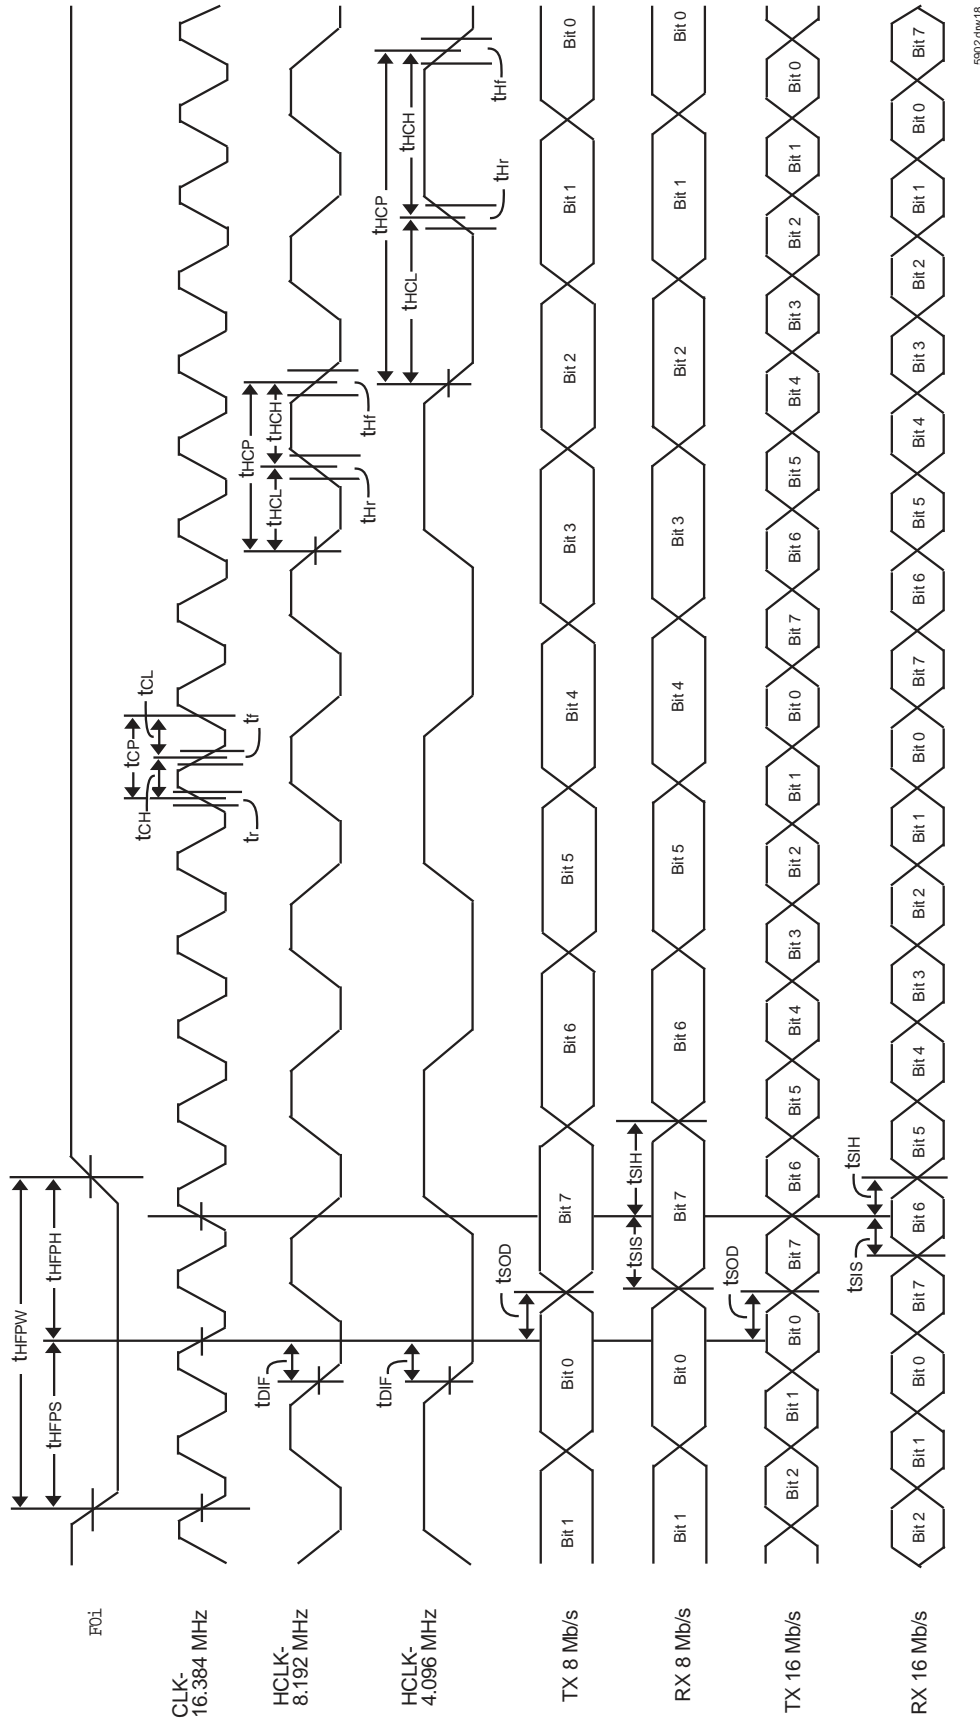 tHFPW
tHFPS tHFPH
F0i
tCP
tCH tCL
CLK-
16.384 MHz
tr tf
tHCP
tDIF tHCL tHCH
HCLK-
8.192 MHz
tHr tHf
tHCP
tDIF tHCL tHCH
HCLK-
4.096 MHz
tHr tHf
tSOD
TX 8 Mb/s Bit 1 Bit 0 Bit 7 Bit 6 Bit 5 Bit 4 Bit 3 Bit 2 Bit 1 Bit 0
tSIS tSIH
RX 8 Mb/s Bit 1 Bit 0 Bit 7 Bit 6 Bit 5 Bit 4 Bit 3 Bit 2 Bit 1 Bit 0
tSOD
TX 16 Mb/s Bit 2 Bit 1 Bit 0 Bit 7 Bit 6 Bit 5 Bit 4 Bit 3 Bit 2 Bit 1 Bit 0 Bit 7 Bit 6 Bit 5 Bit 4 Bit 3 Bit 2 Bit 1 Bit 0
tSIS tSIH
RX 16 Mb/s Bit 2 Bit 1 Bit 0 Bit 7 Bit 6 Bit 5 Bit 4 Bit 3 Bit 2 Bit 1 Bit 0 Bit 7 Bit 6 Bit 5 Bit 4 Bit 3 Bit 2 Bit 1 Bit 0 Bit 7
5902 drw18